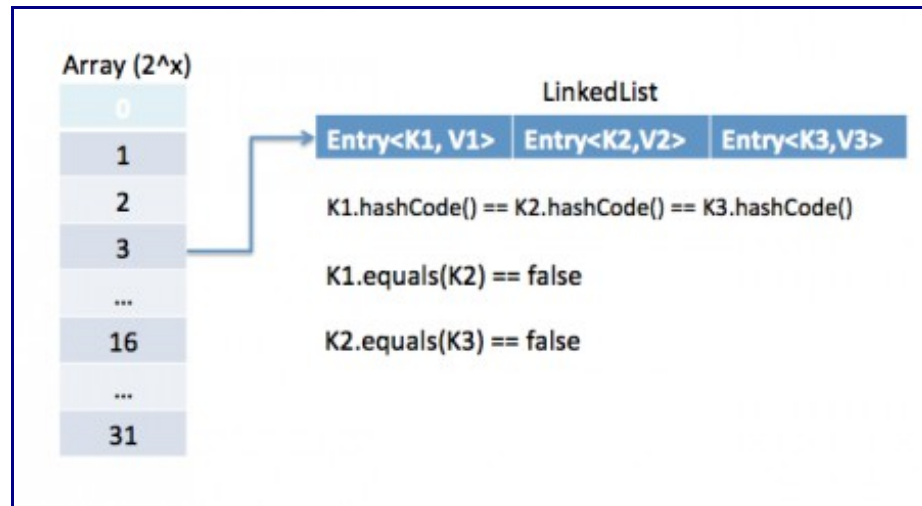 Array (2^x)
0
1
2
3
...
16
...
31
LinkedList
Entry<K1, V1> Entry<K2,V2> Entry<K3,V3>
K1.hashCode() == K2.hashCode() == K3.hashCode()
K1.equals(K2) == false
K2.equals(K3) == false